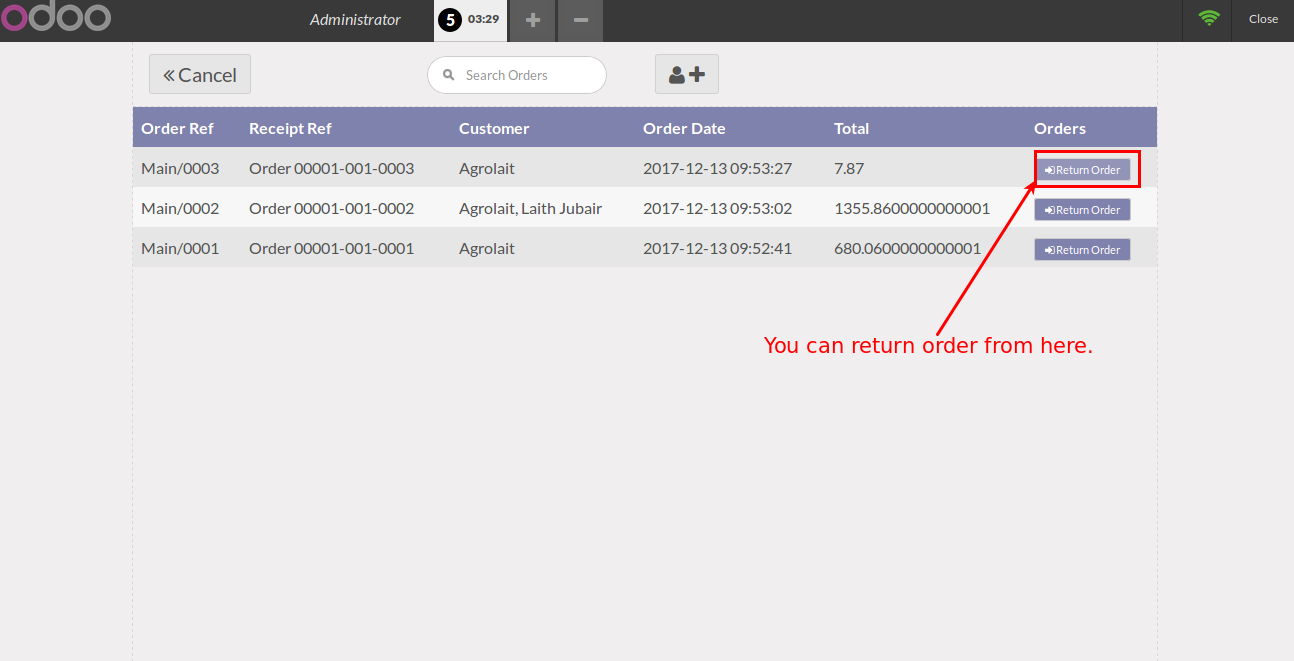 odoo Administrator 5 03:29 Close
Cancel Search Orders
Order Ref Receipt Ref Customer Order Date Total Orders
Main/0003 Order 00001-001-0003 Agrolait 2017-12-13 09:53:27 7.87 Return Order
Main/0002 Order 00001-001-0002 Agrolait, Laith Jubair 2017-12-13 09:53:02 1355.8600000000001 Return Order
Main/0001 Order 00001-001-0001 Agrolait 2017-12-13 09:52:41 680.0600000000001 Return Order
You can return order from here.